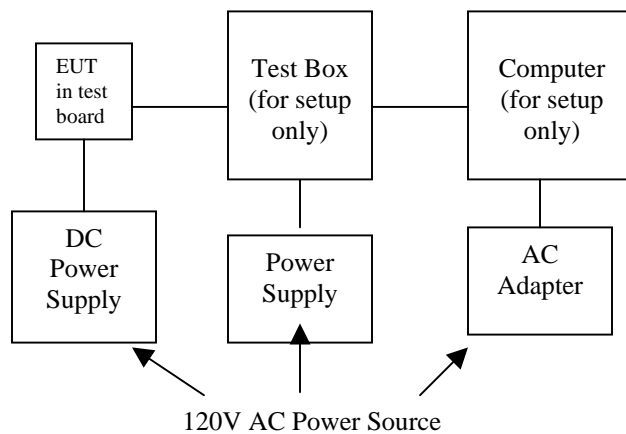 EUT
in test
board
Test Box
(for setup
only)
Computer
(for setup
only)
DC
Power
Supply
Power
Supply
AC
Adapter
120V AC Power Source